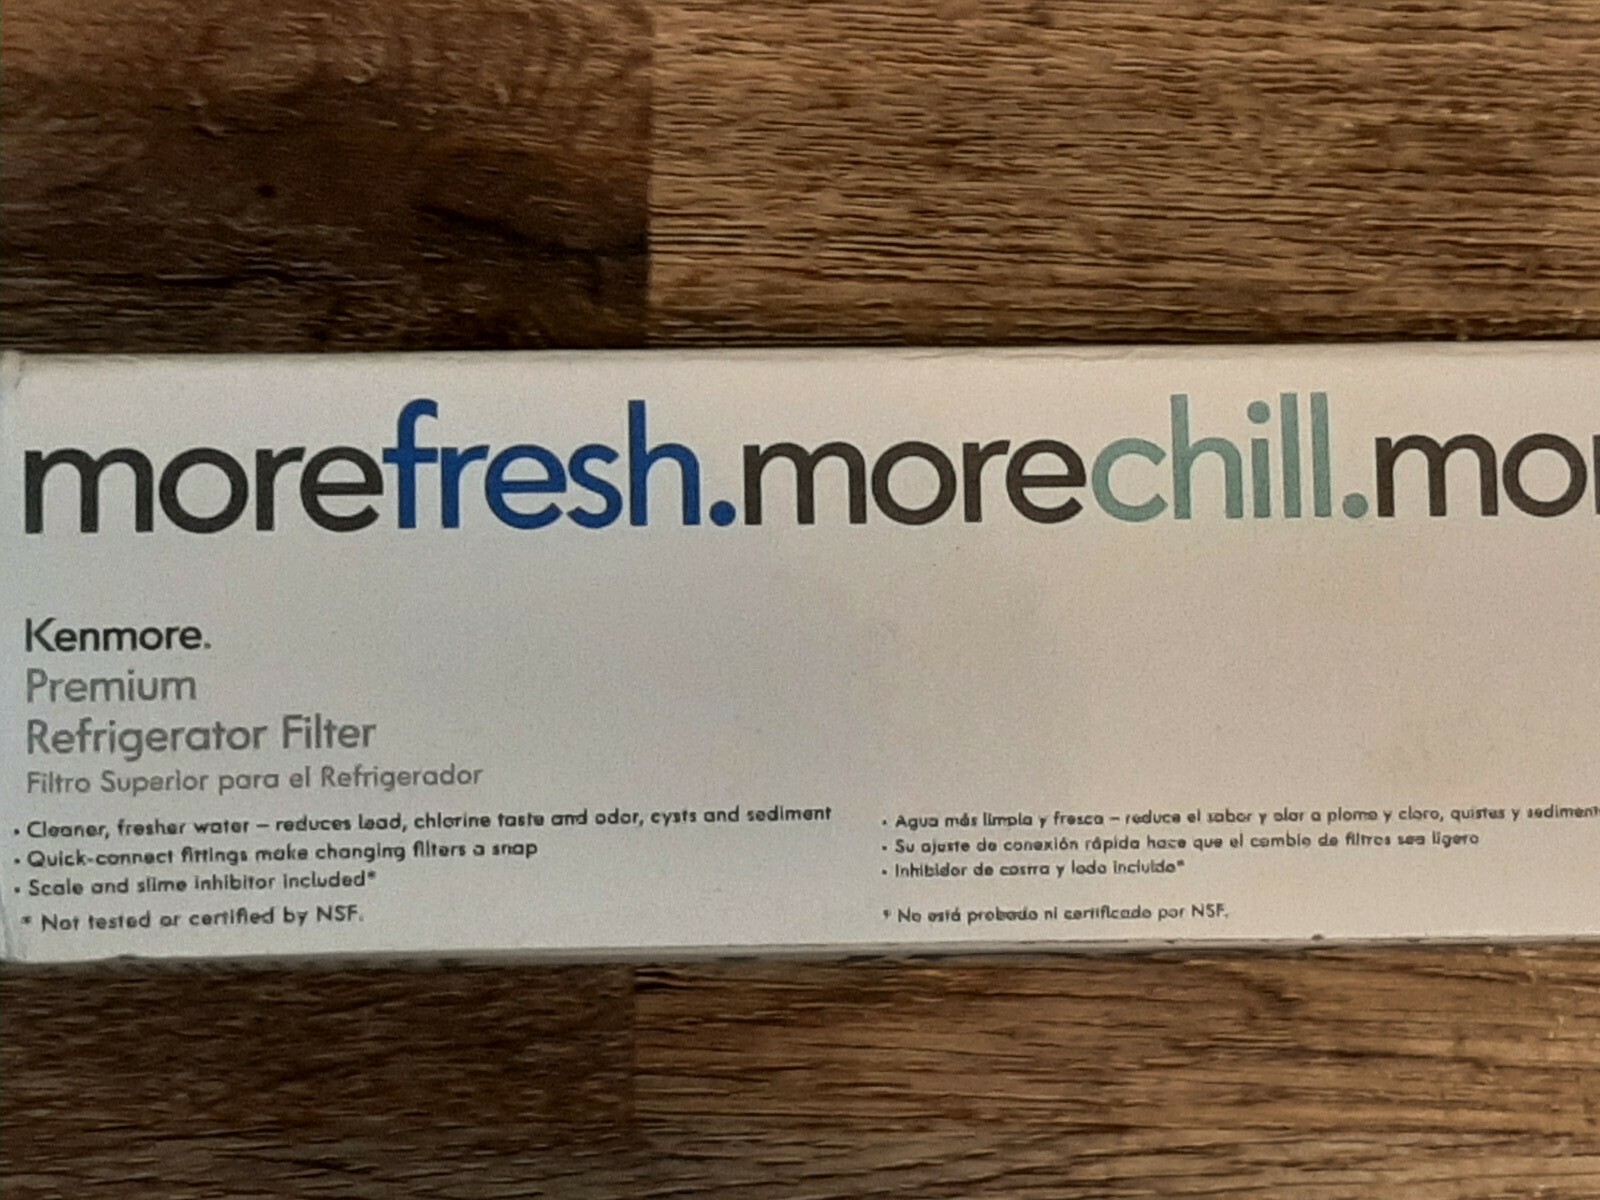 morefresh.morechill.mor
Kenmore.
Premium
Refrigerator Filter
Filtro Superior para el Refrigerador
• Cleaner, fresher water – reduces lead, chlorine taste and odor, cysts and sediment
• Quick-connect fittings make changing filters a snap
• Scale and slime inhibitor included*
* Not tested or certified by NSF.
• Agua más limpia y fresca – reduce el sabor y olor a plomo y cloro, quistes y sediment
• Su ajuste de conexión rápida hace que el cambio de filtros sea ligero
• Inhibidor de costra y lodo incluido*
* No está probado ni certificado por NSF.